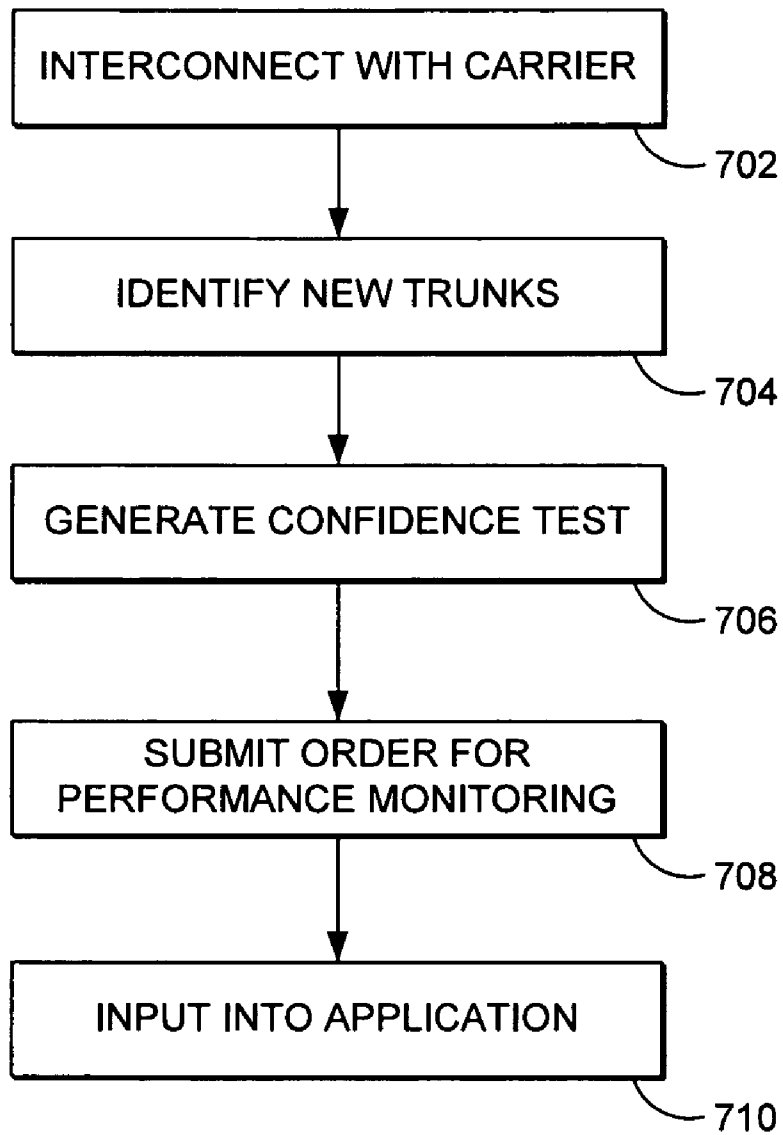 INTERCONNECT WITH CARRIER
702
IDENTIFY NEW TRUNKS
704
GENERATE CONFIDENCE TEST
706
SUBMIT ORDER FOR
PERFORMANCE MONITORING
708
INPUT INTO APPLICATION
710